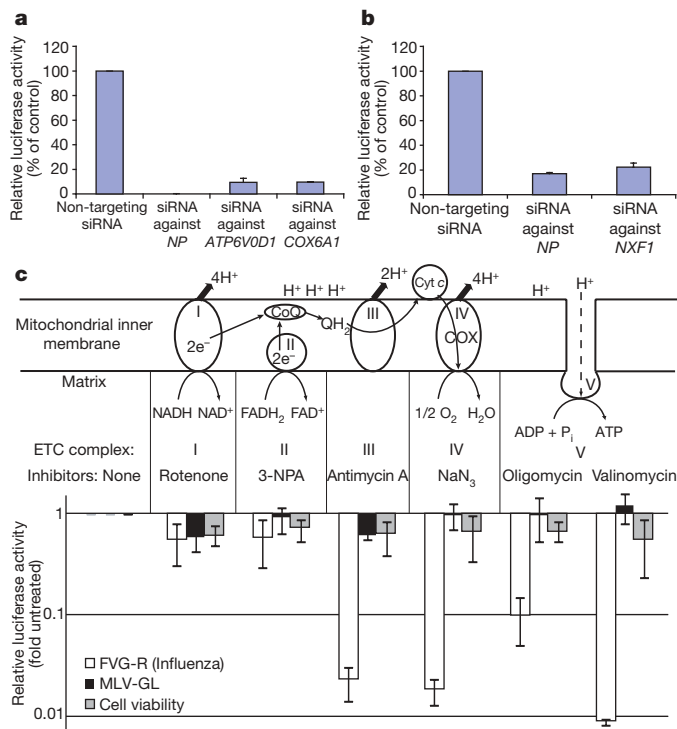 a
Relative luciferase activity
(% of control)
120
100
80
60
40
20
0
Non-targeting
siRNA
siRNA
against
NP
siRNA
against
ATP6V0D1
siRNA
against
COX6A1
b
Relative luciferase activity
(% of control)
120
100
80
60
40
20
0
Non-targeting
siRNA
siRNA
against
NP
siRNA
against
NXF1
c
4H⁺
H⁺ H⁺ H⁺
2H⁺
Cyt c
4H⁺
H⁺
H⁺
Mitochondrial inner
membrane
I
2e⁻
CoQ
II
2e⁻
QH₂
III
IV
COX
V
Matrix
NADH NAD⁺
FADH₂ FAD⁺
1/2 O₂ H₂O
ADP + Pᵢ ATP
ETC complex: I II III IV V
Inhibitors: None Rotenone 3-NPA Antimycin A NaN₃ Oligomycin Valinomycin
Relative luciferase activity
(fold untreated)
1
0.1
0.01
FVG-R (Influenza)
MLV-GL
Cell viability